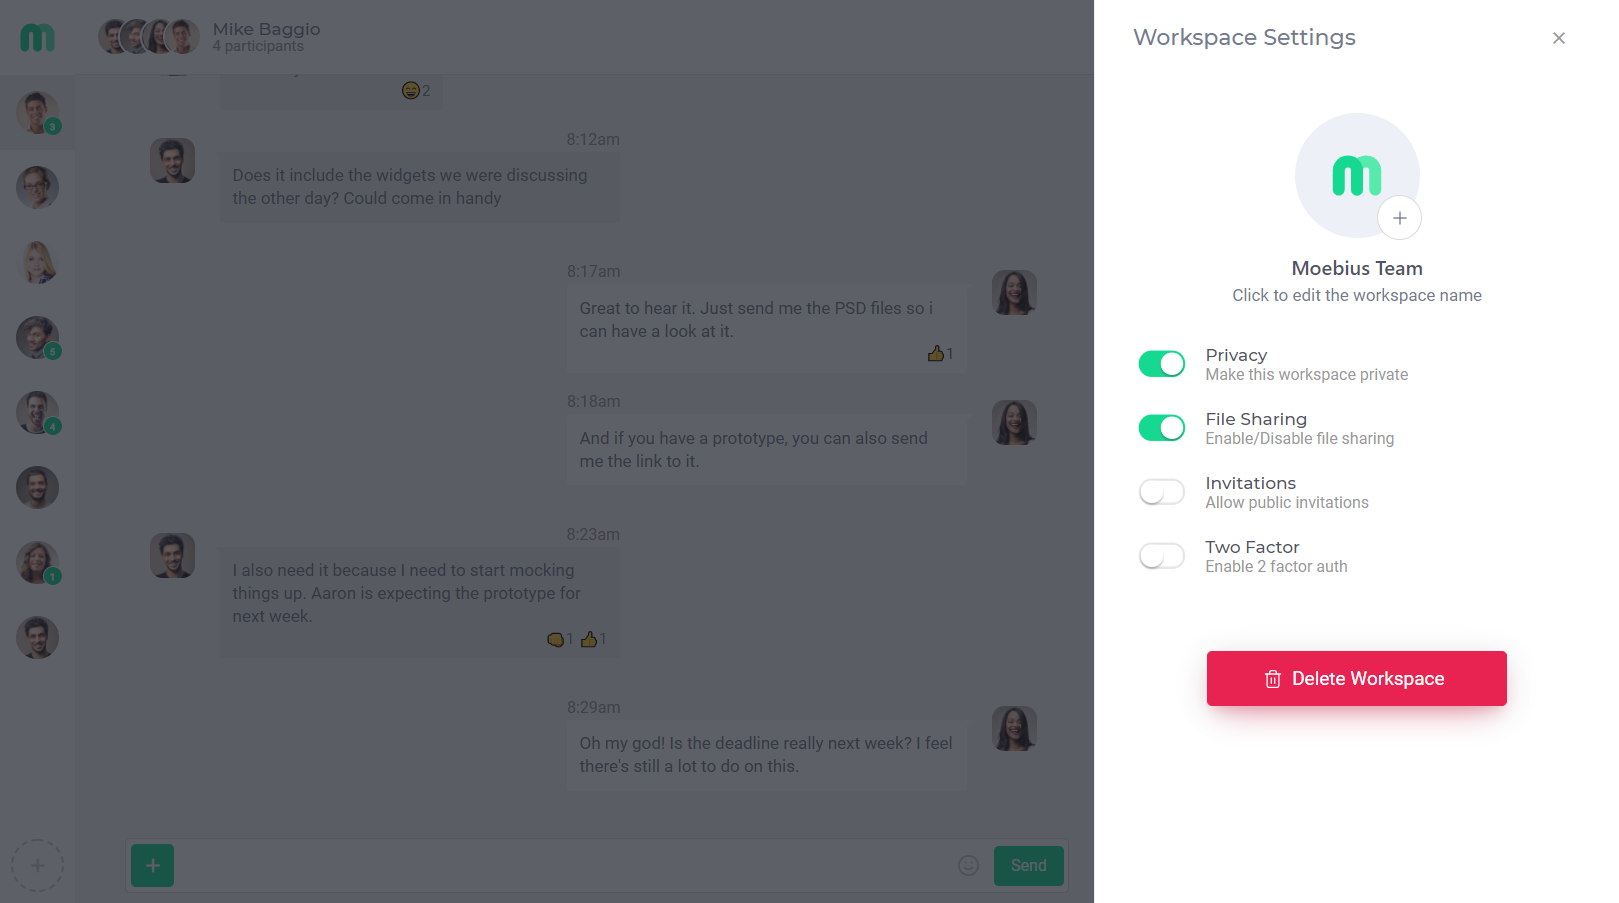 Mike Baggio
4 participants
3
5
4
1
2
8:12am
Does it include the widgets we were discussing
the other day? Could come in handy
8:17am
Great to hear it. Just send me the PSD files so i
can have a look at it.
1
8:18am
And if you have a prototype, you can also send
me the link to it.
8:23am
I also need it because I need to start mocking
things up. Aaron is expecting the prototype for
next week.
1 1
8:29am
Oh my god! Is the deadline really next week? I feel
there's still a lot to do on this.
Send
Workspace Settings
Moebius Team
Click to edit the workspace name
Privacy
Make this workspace private
File Sharing
Enable/Disable file sharing
Invitations
Allow public invitations
Two Factor
Enable 2 factor auth
Delete Workspace